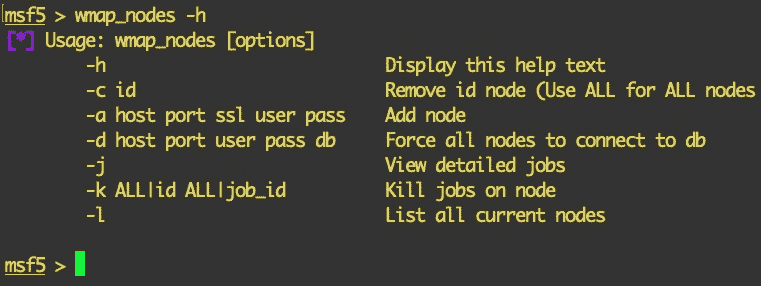 msf5 > wmap_nodes -h
[*] Usage: wmap_nodes [options]
-h Display this help text
-c id Remove id node (Use ALL for ALL nodes
-a host port ssl user pass Add node
-d host port user pass db Force all nodes to connect to db
-j View detailed jobs
-k ALL|id ALL|job_id Kill jobs on node
-l List all current nodes
msf5 >